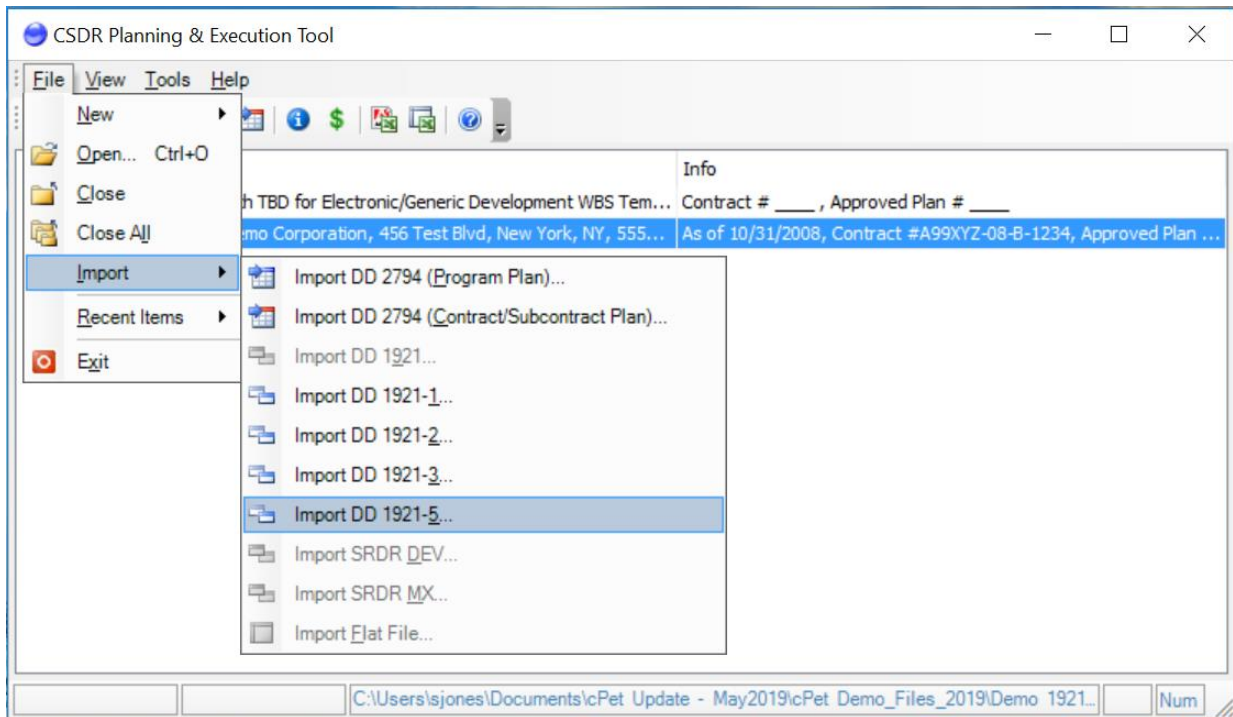 CSDR Planning & Execution Tool
File View Tools Help
New
Open... Ctrl+O
Close
Close All
Import
Recent Items
Exit
Info
h TBD for Electronic/Generic Development WBS Tem... Contract # ____ , Approved Plan # ____
emo Corporation, 456 Test Blvd, New York, NY, 555... As of 10/31/2008, Contract #A99XYZ-08-B-1234, Approved Plan ...
Import DD 2794 (Program Plan)...
Import DD 2794 (Contract/Subcontract Plan)...
Import DD 1921...
Import DD 1921-1...
Import DD 1921-2...
Import DD 1921-3...
Import DD 1921-5...
Import SRDR DEV...
Import SRDR MX...
Import Flat File...
C:\Users\sjones\Documents\cPet Update - May2019\cPet Demo_Files_2019\Demo 1921... Num